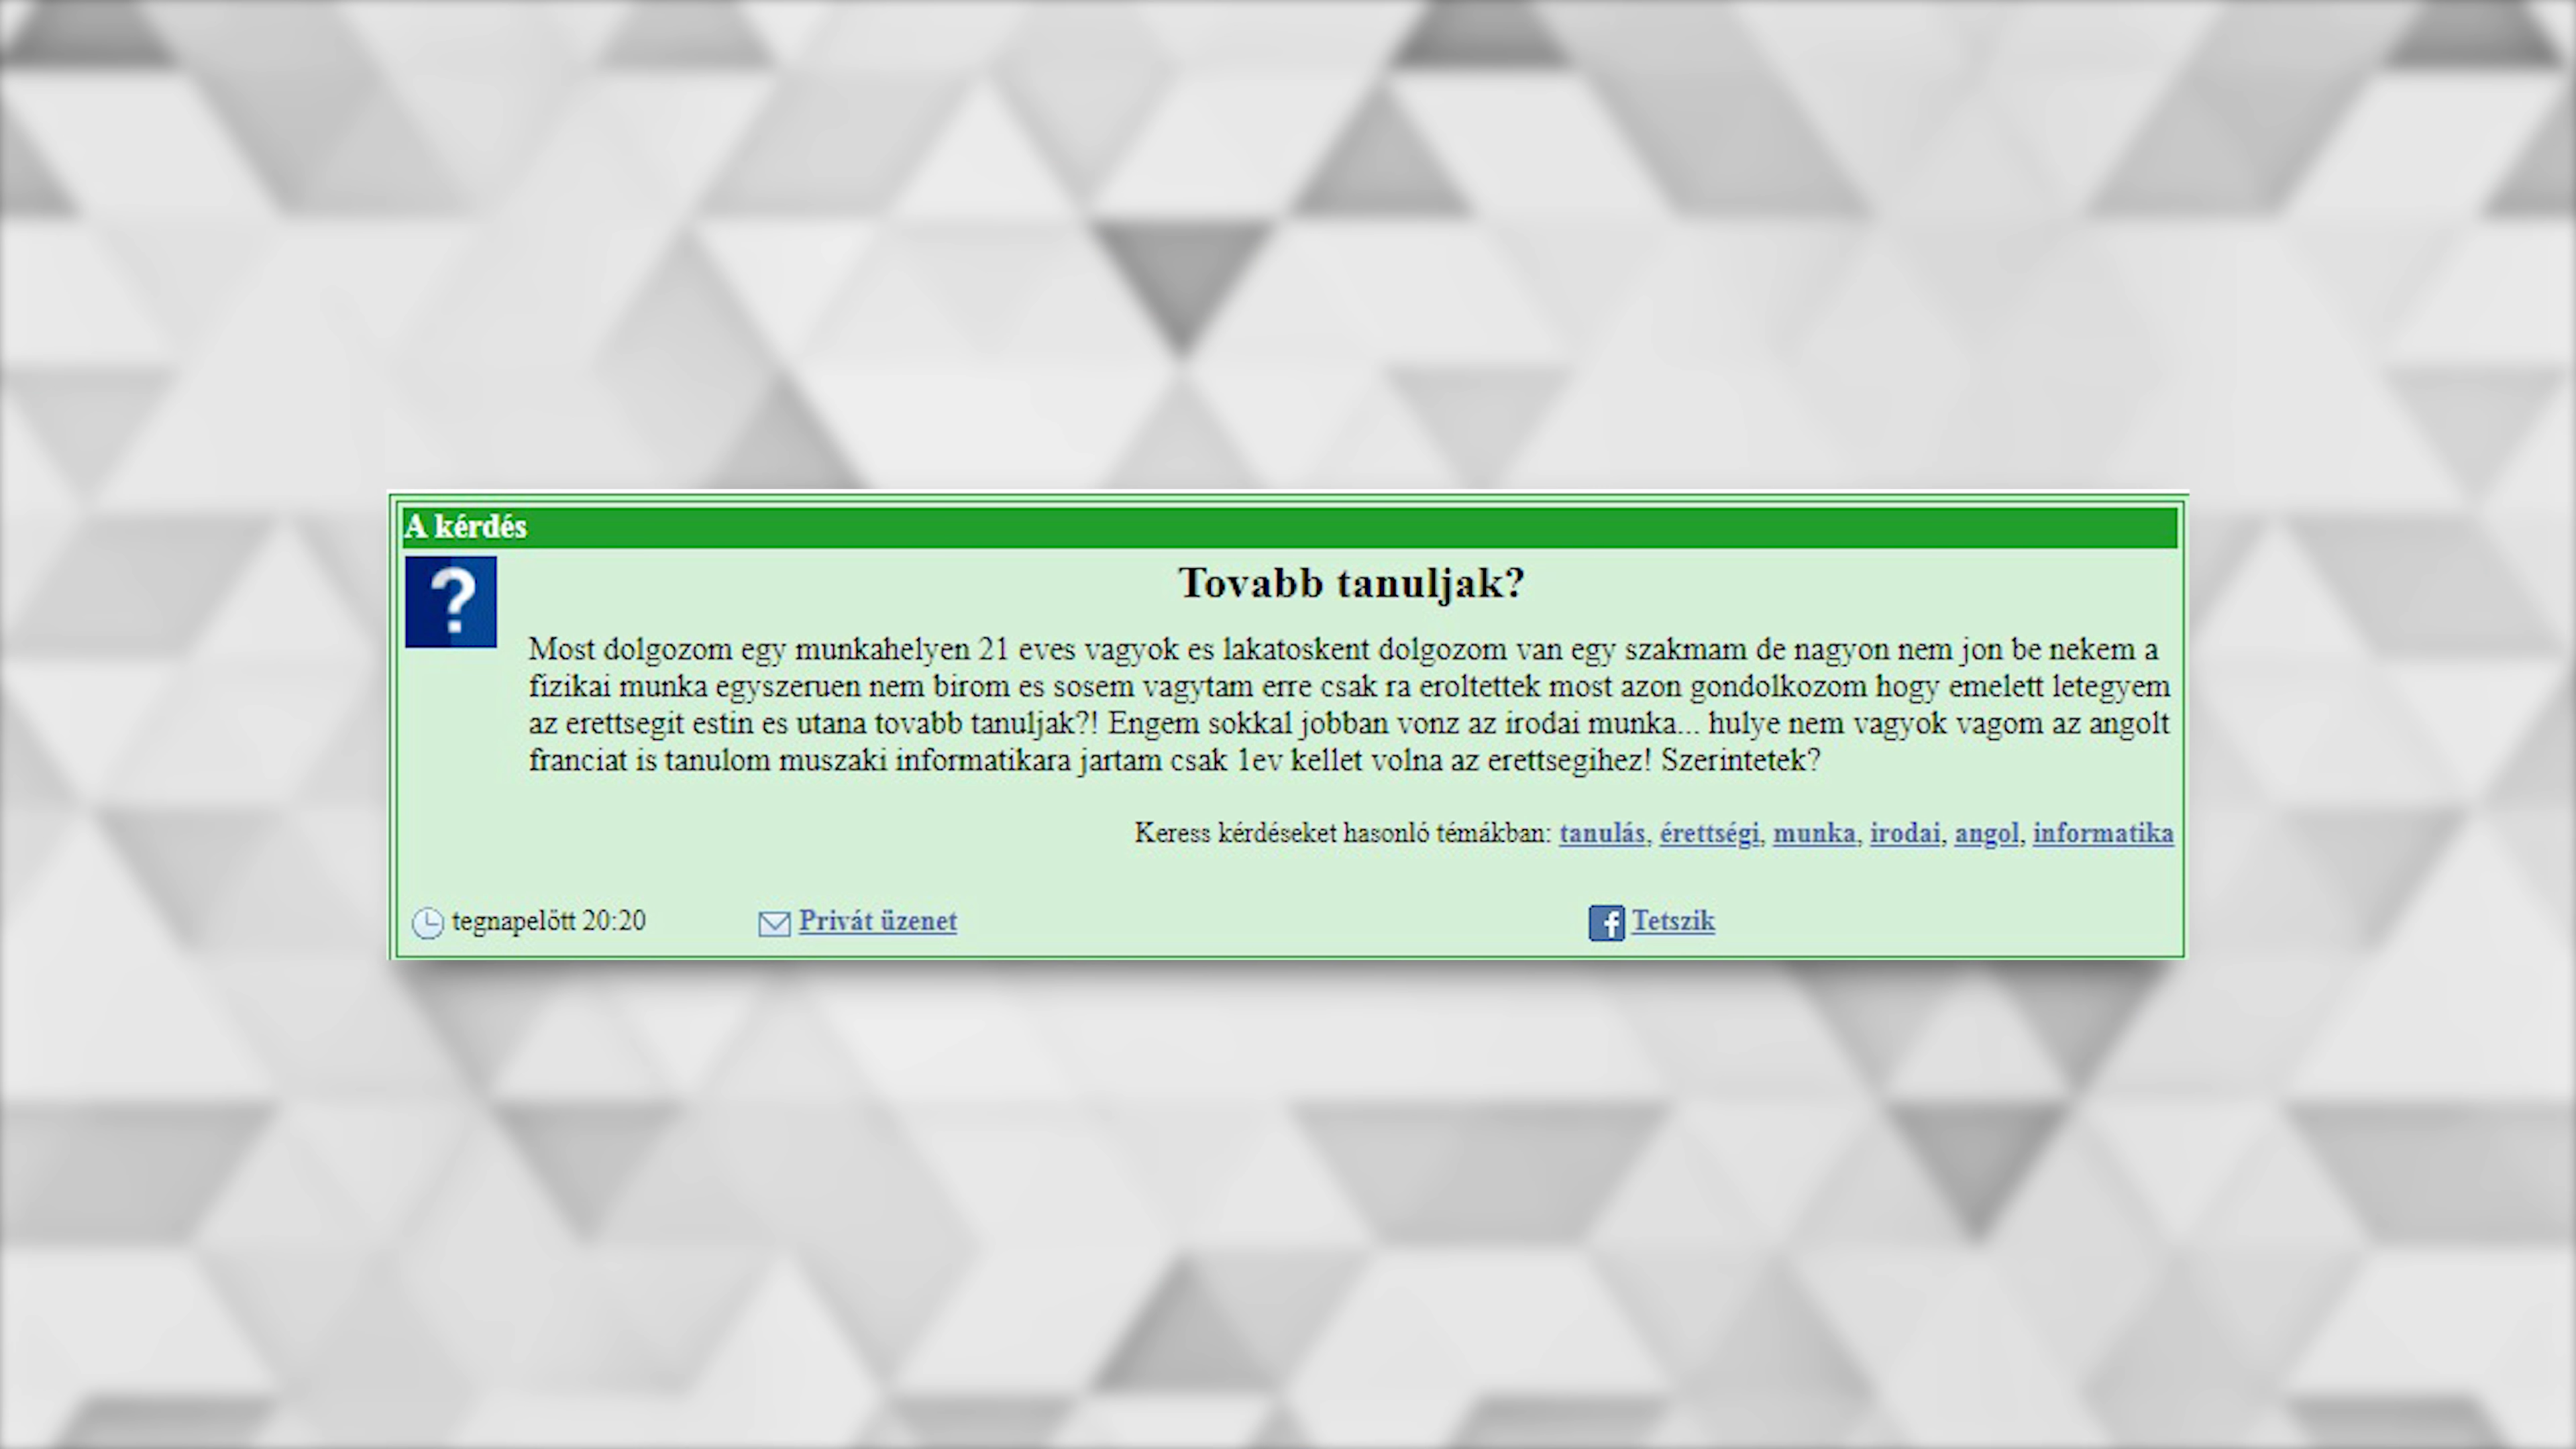 A kérdés
?
Tovabb tanuljak?
Most dolgozom egy munkahelyen 21 eves vagyok es lakatoskent dolgozom van egy szakmam de nagyon nem jon be nekem a
fizikai munka egyszeruen nem birom es sosem vagytam erre csak ra eroltettek most azon gondolkozom hogy emelett letegyem
az erettsegit estin es utana tovabb tanuljak?! Engem sokkal jobban vonz az irodai munka... hulye nem vagyok vagom az angolt
franciat is tanulom muszaki informatikara jartam csak 1ev kellet volna az erettsegihez! Szerintetek?
Keress kérdéseket hasonló témákban: tanulás, érettségi, munka, irodai, angol, informatika
tegnapelőtt 20:20 Privát üzenet f Tetszik